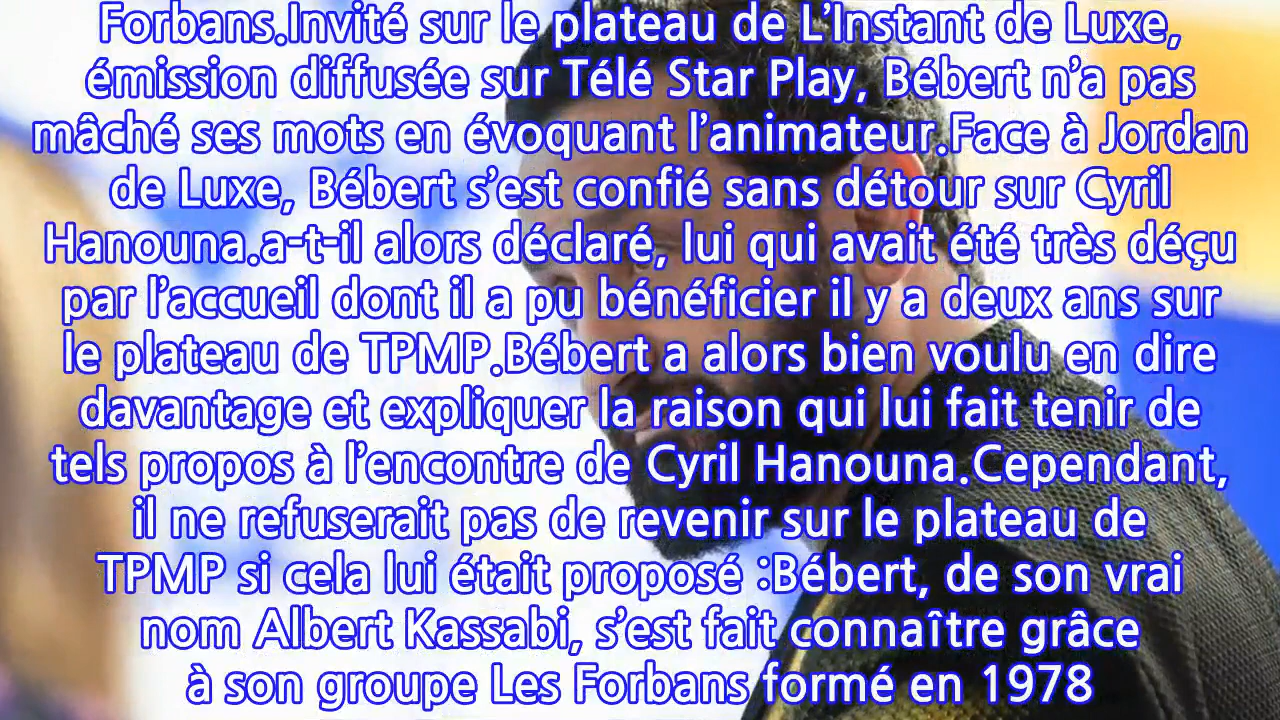 Forbans.Invité sur le plateau de L’Instant de Luxe,
émission diffusée sur Télé Star Play, Bébert n’a pas
mâché ses mots en évoquant l’animateur.Face à Jordan
de Luxe, Bébert s’est confié sans détour sur Cyril
Hanouna.a-t-il alors déclaré, lui qui avait été très déçu
par l’accueil dont il a pu bénéficier il y a deux ans sur
le plateau de TPMP.Bébert a alors bien voulu en dire
davantage et expliquer la raison qui lui fait tenir de
tels propos à l’encontre de Cyril Hanouna.Cependant,
il ne refuserait pas de revenir sur le plateau de
TPMP si cela lui était proposé :Bébert, de son vrai
nom Albert Kassabi, s’est fait connaître grâce
à son groupe Les Forbans formé en 1978